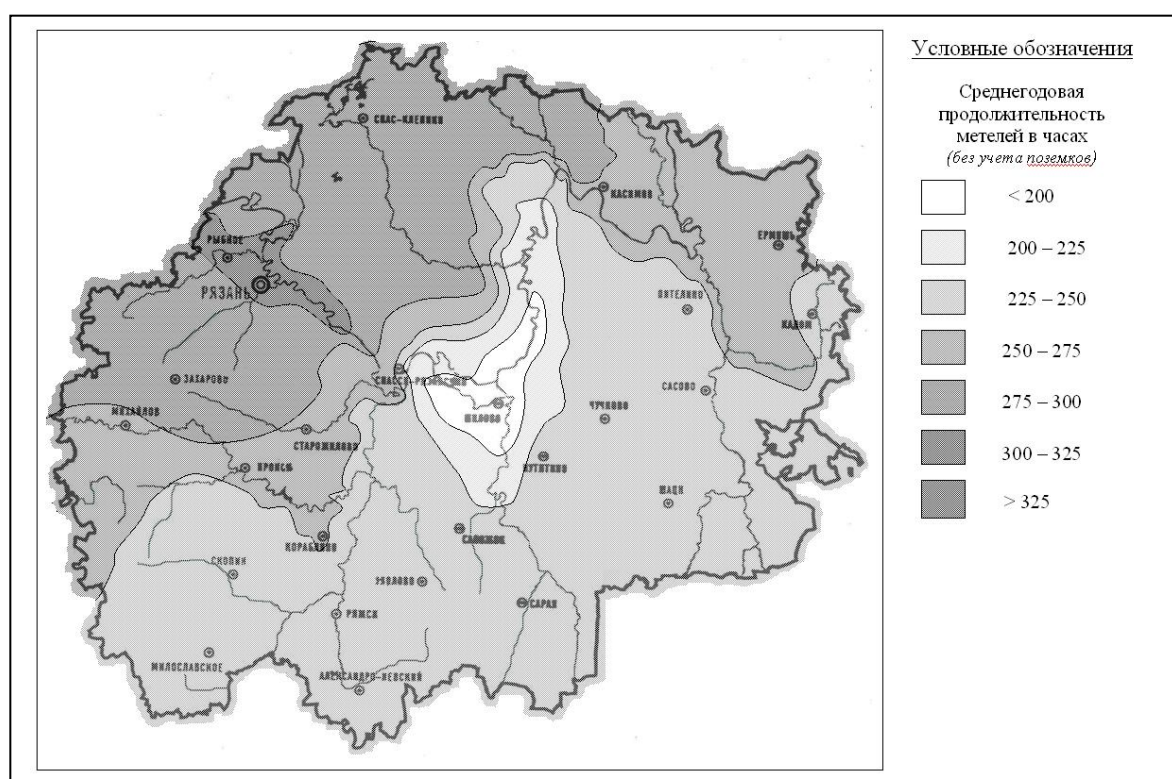 Условные обозначения
Среднегодовая
продолжительность
метелей в часах
(без учета поземков)
< 200
200 – 225
225 – 250
250 – 275
275 – 300
300 – 325
> 325
СПАС-КЛЕПИКИ
КАСИМОВ
ЕРМИШЬ
РЫБНОЕ
РЯЗАНЬ
ПИТЕЛИНО
КАДОМ
ЗАХАРОВО
СПАССК-РЯЗАНСКИЙ
САСОВО
МИХАЙЛОВ
ШИЛОВО
ЧУЧКОВО
СТАРОЖИЛОВО
ПРОНСК
ПУТЯТИНО
ШАЦК
КОРАБЛИНО
САПОЖОК
СКОПИН
УХОЛОВО
РЯЖСК
САРАИ
МИЛОСЛАВСКОЕ
АЛЕКСАНДРО-НЕВСКИЙ